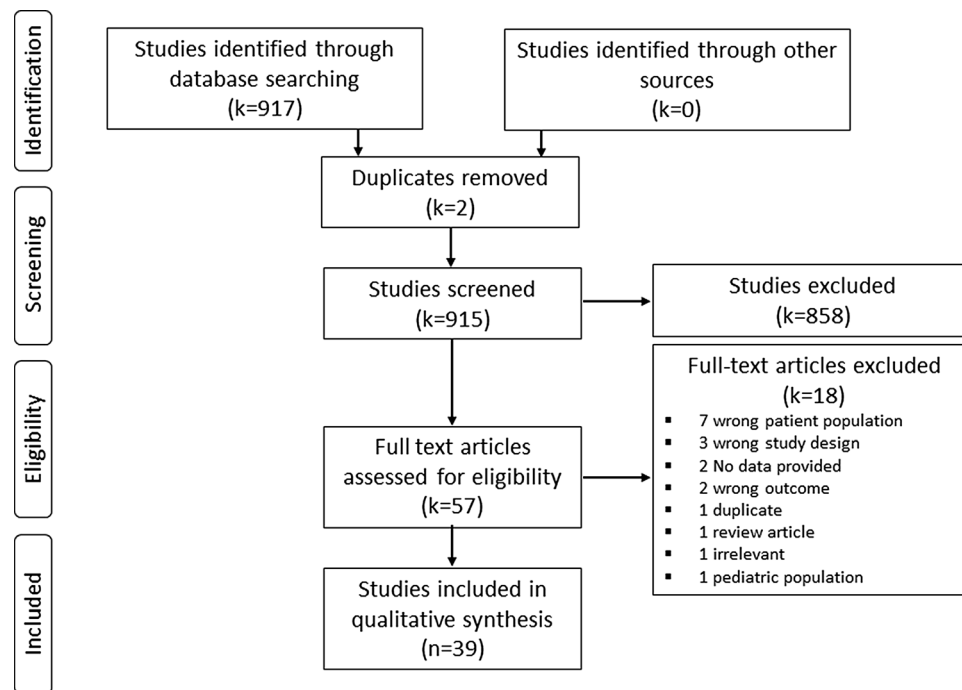 Identification
Studies identified through
database searching
(k=917)
Studies identified through other
sources
(k=0)
Duplicates removed
(k=2)
Screening
Studies screened
(k=915)
Studies excluded
(k=858)
Eligibility
Full text articles
assessed for eligibility
(k=57)
Full-text articles excluded
(k=18)
▪ 7 wrong patient population
▪ 3 wrong study design
▪ 2 No data provided
▪ 2 wrong outcome
▪ 1 duplicate
▪ 1 review article
▪ 1 irrelevant
▪ 1 pediatric population
Included
Studies included in
qualitative synthesis
(n=39)